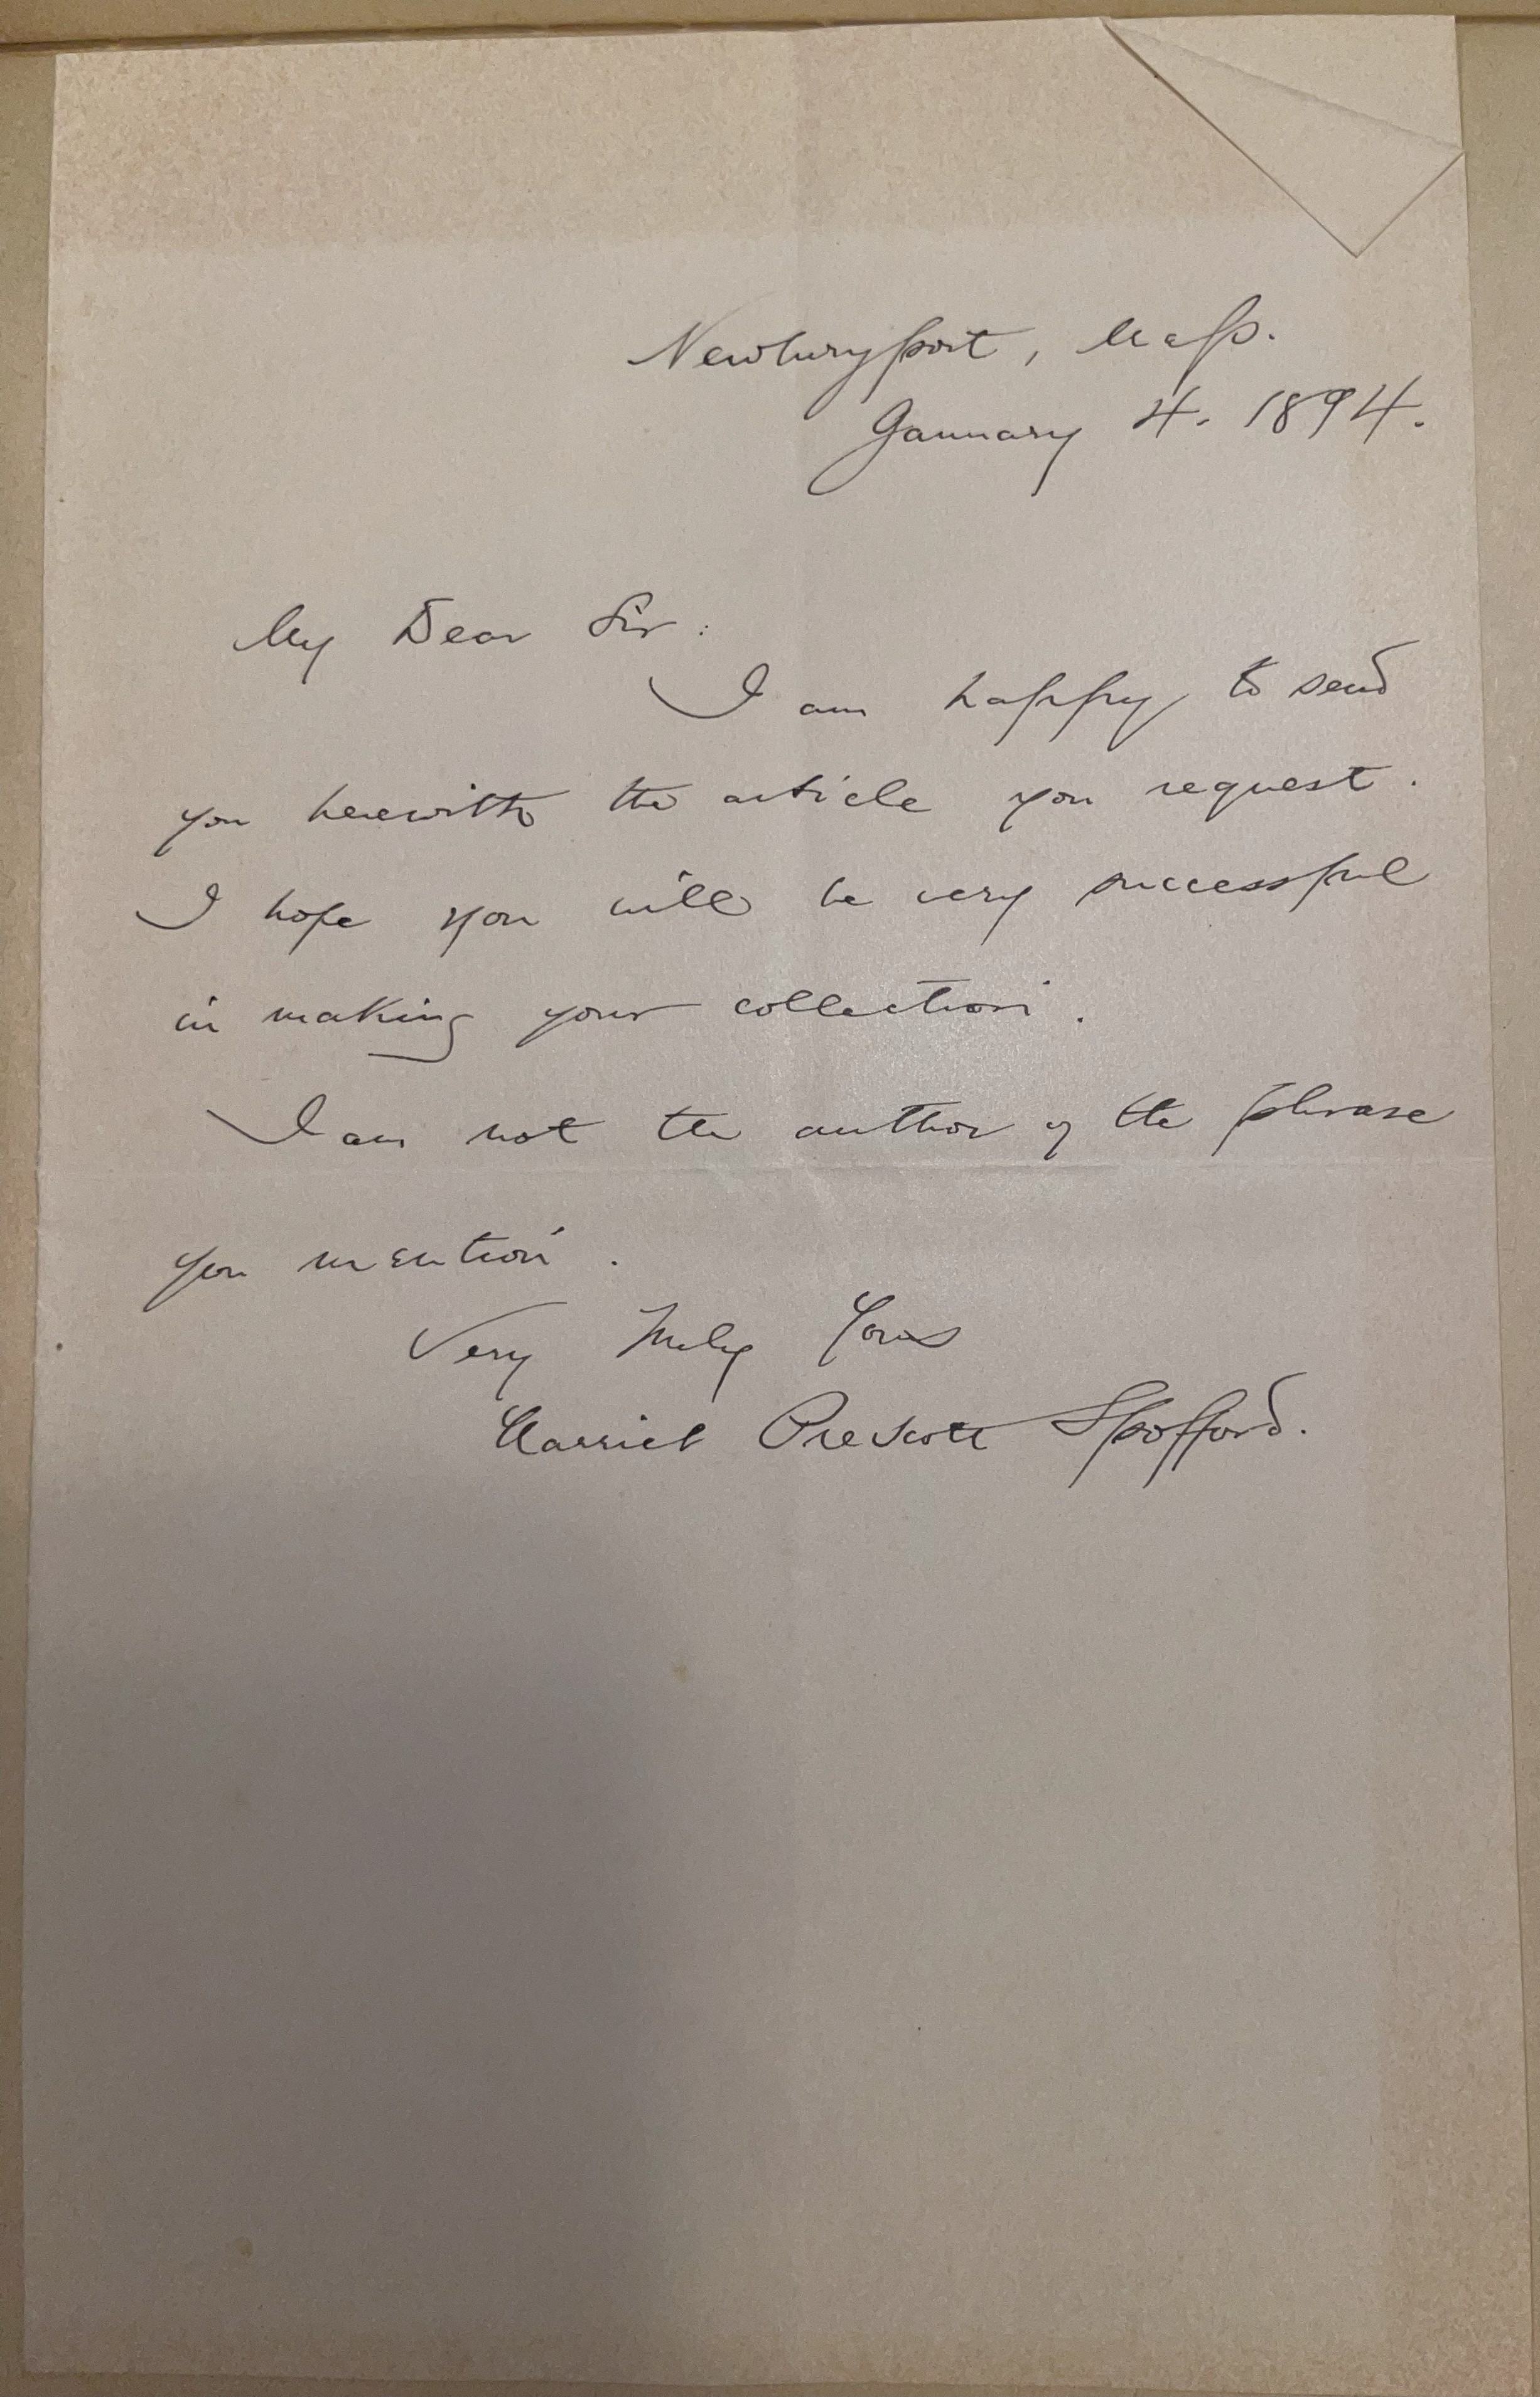 Newburyport, Mass.
January 4. 1894.
My Dear Sir:
I am happy to send
you herewith the article you request.
I hope you will be very successful
in making your collection.
I am not the author of the phrase
you mention.
Very Truly Yours
Harriet Prescott Spofford.